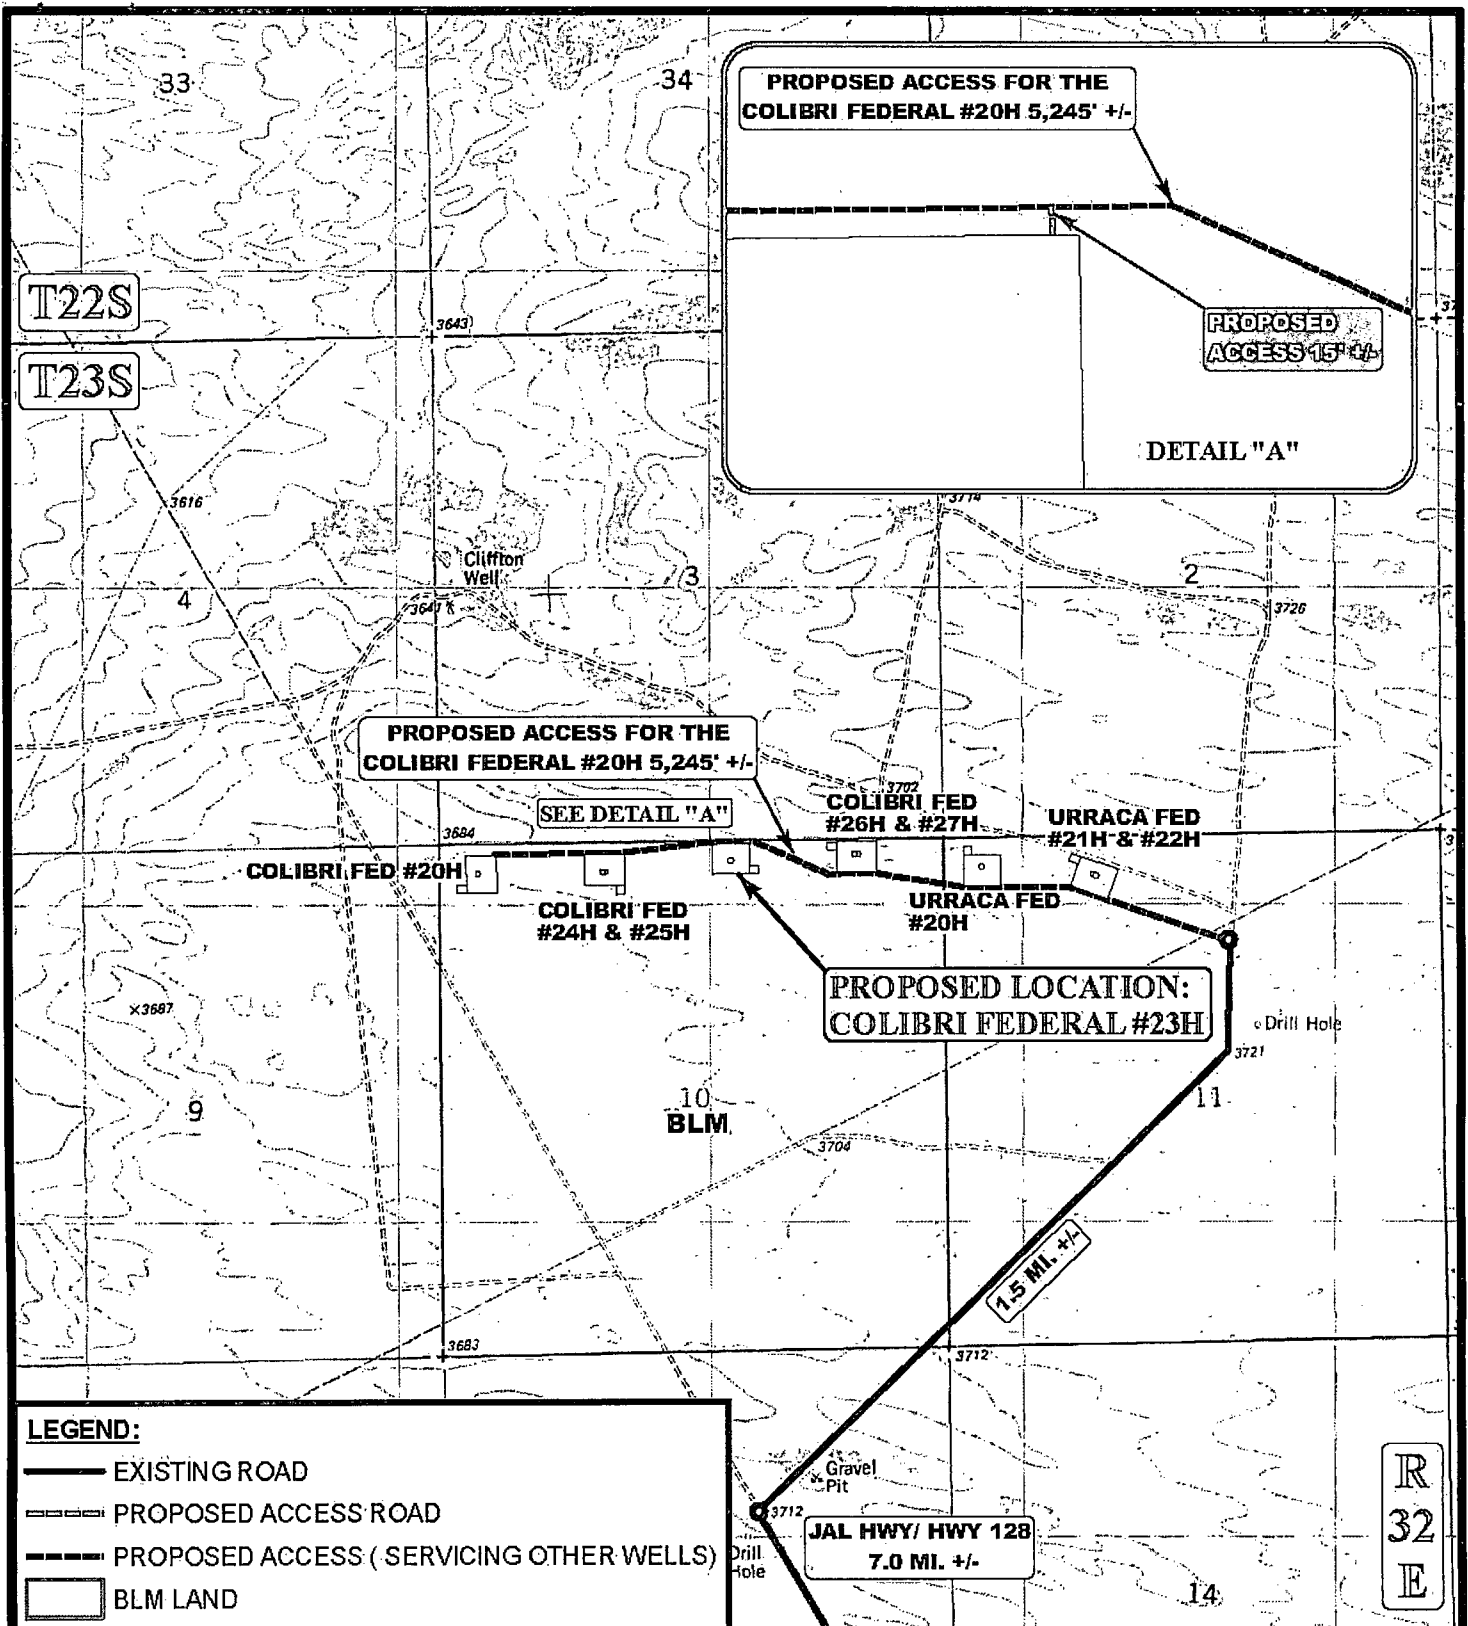 33
34
PROPOSED ACCESS FOR THE
COLIBRI FEDERAL #20H 5,245' +/-
PROPOSED
ACCESS 15' +/-
DETAIL "A"
T22S
3643
T23S
3616
3714
Cliffton
Well
3
2
4
3641
3726
PROPOSED ACCESS FOR THE
COLIBRI FEDERAL #20H 5,245' +/-
3702
SEE DETAIL "A"
COLIBRI FED
#26H & #27H
URRACA FED
#21H & #22H
3684
COLIBRI FED #20H
COLIBRI FED
#24H & #25H
URRACA FED
#20H
PROPOSED LOCATION:
COLIBRI FEDERAL #23H
×3687
Drill Hole
3721
9
10
BLM
11
3704
1.5 MI. +/-
3683
3712
LEGEND:
EXISTING ROAD
PROPOSED ACCESS ROAD
PROPOSED ACCESS ( SERVICING OTHER WELLS)
BLM LAND
Gravel
Pit
3712
JAL HWY/ HWY 128
7.0 MI. +/-
Drill
Hole
14
R
32
E